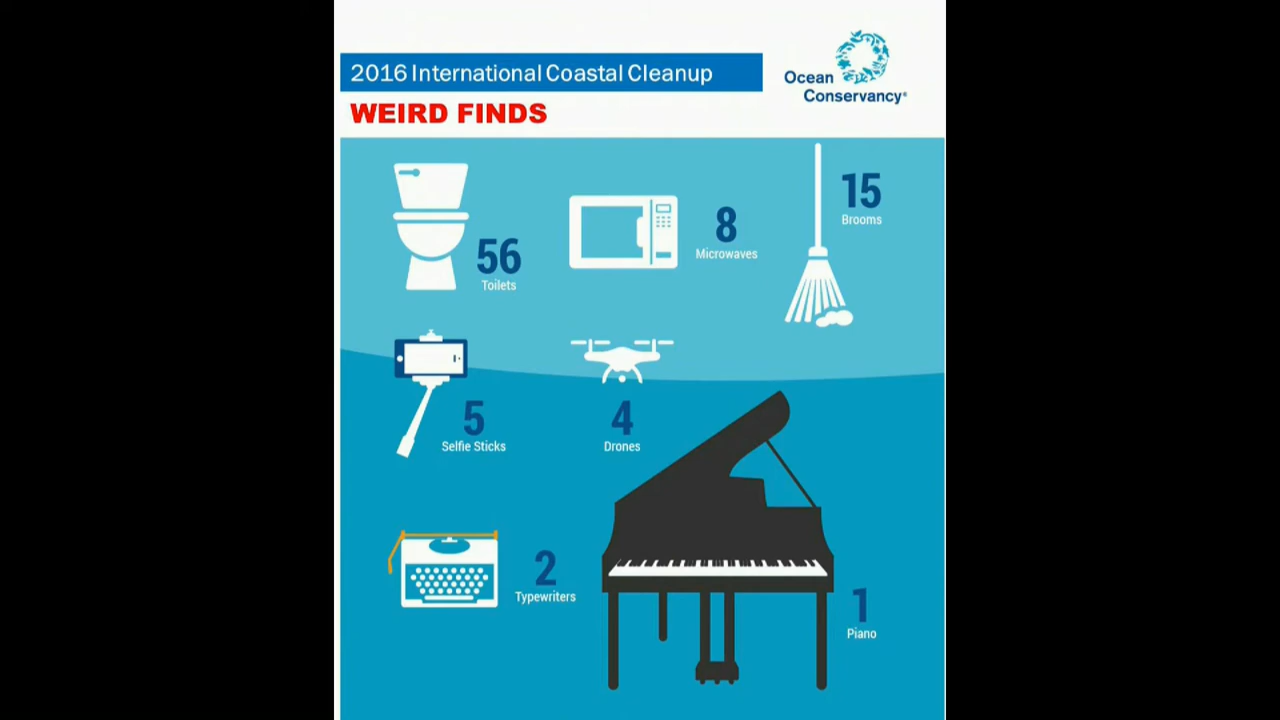 2016 International Coastal Cleanup
Ocean
Conservancy®
WEIRD FINDS
56
Toilets
8
Microwaves
15
Brooms
5
Selfie Sticks
4
Drones
2
Typewriters
1
Piano